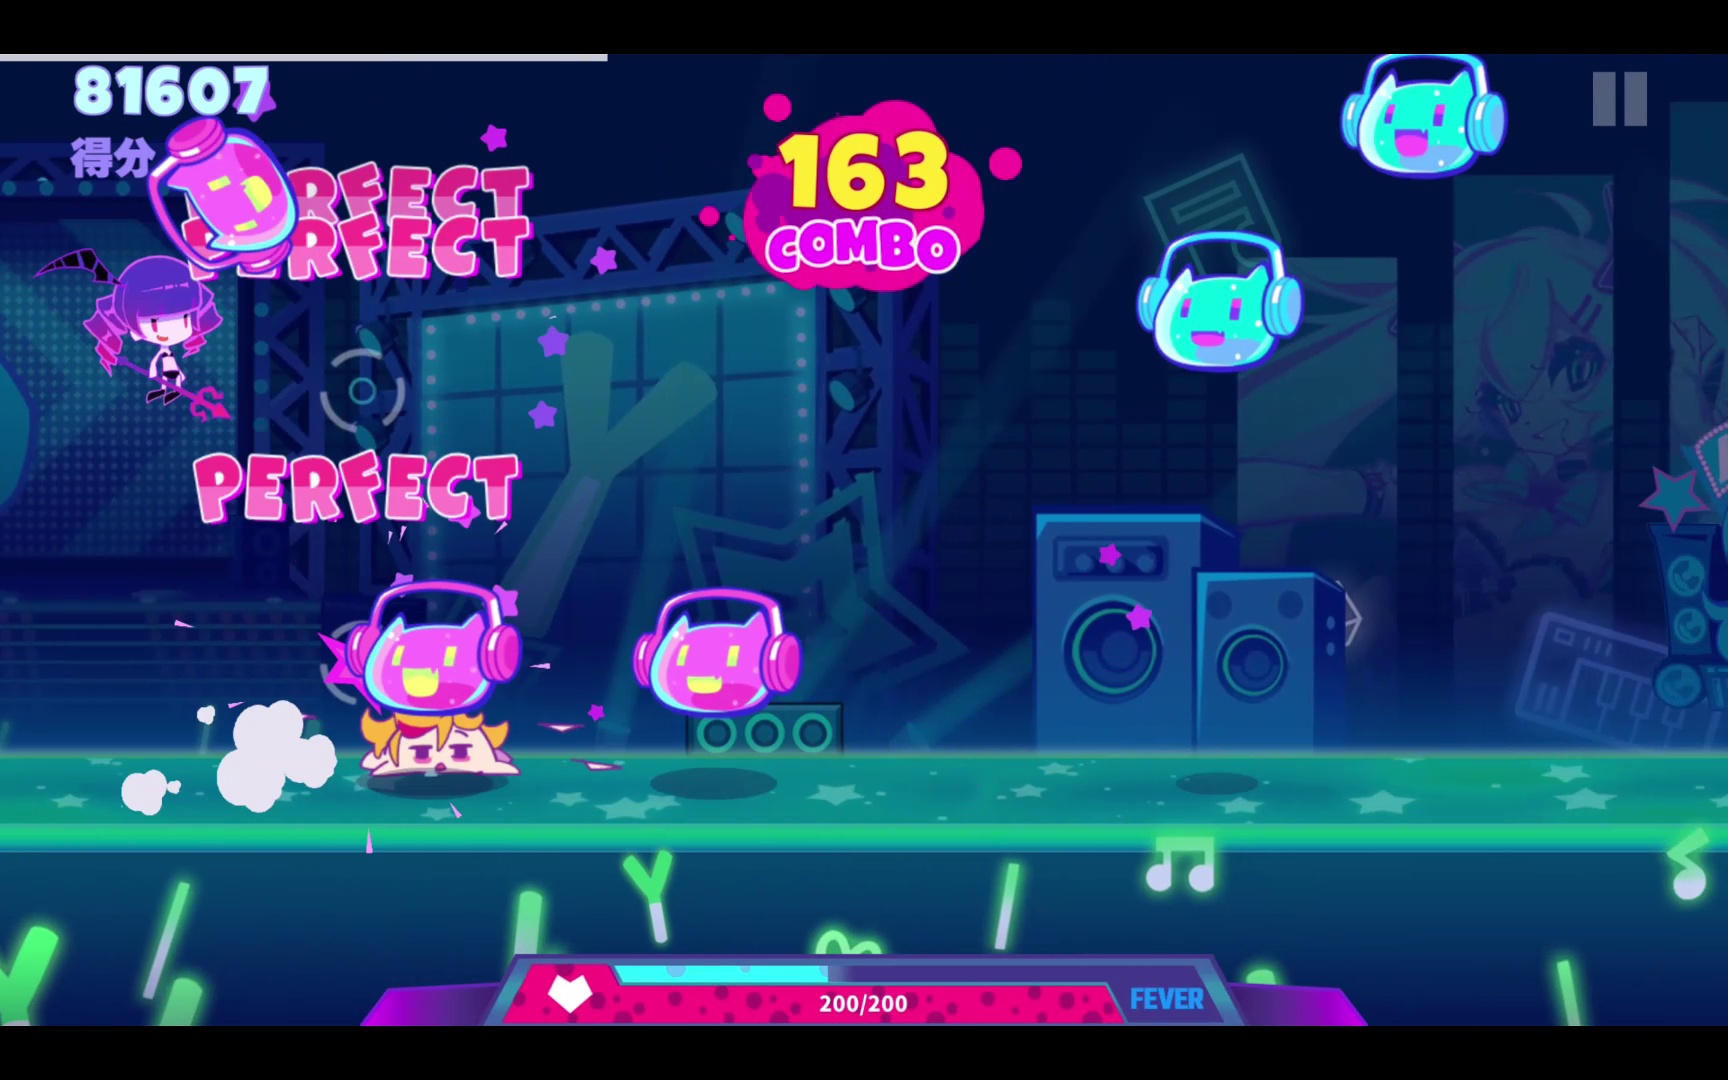 81607
得分
PERFECT
PERFECT
163
COMBO
PERFECT
200/200
FEVER